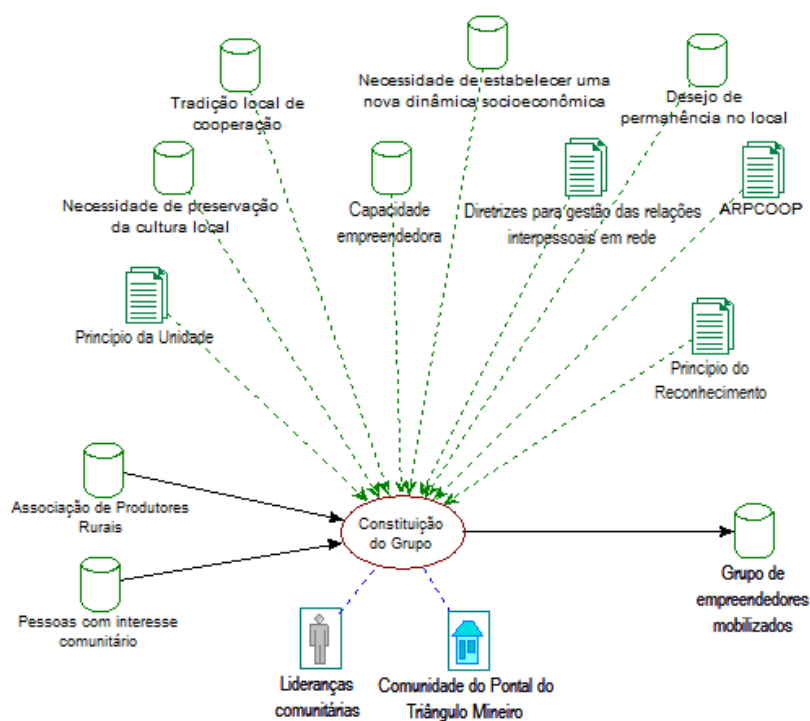 Necessidade de estabelecer uma
nova dinâmica socioeconômica
Tradição local de
cooperação
Desejo de
permanência no local
Necessidade de preservação
da cultura local
Capacidade
empreendedora
Diretrizes para gestão das relações
interpessoais em rede
ARPCOOP
Princípio da Unidade
Princípio do
Reconhecimento
Associação de Produtores
Rurais
Constituição
do Grupo
Pessoas com interesse
comunitário
Grupo de
empreendedores
mobilizados
Lideranças
comunitárias
Comunidade do Pontal do
Triângulo Mineiro